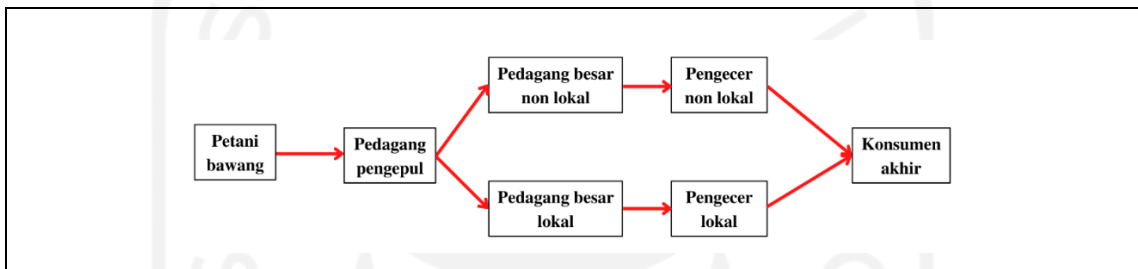 Petani
bawang
Pedagang
pengepul
Pedagang besar
non lokal
Pengecer
non lokal
Pedagang besar
lokal
Pengecer
lokal
Konsumen
akhir